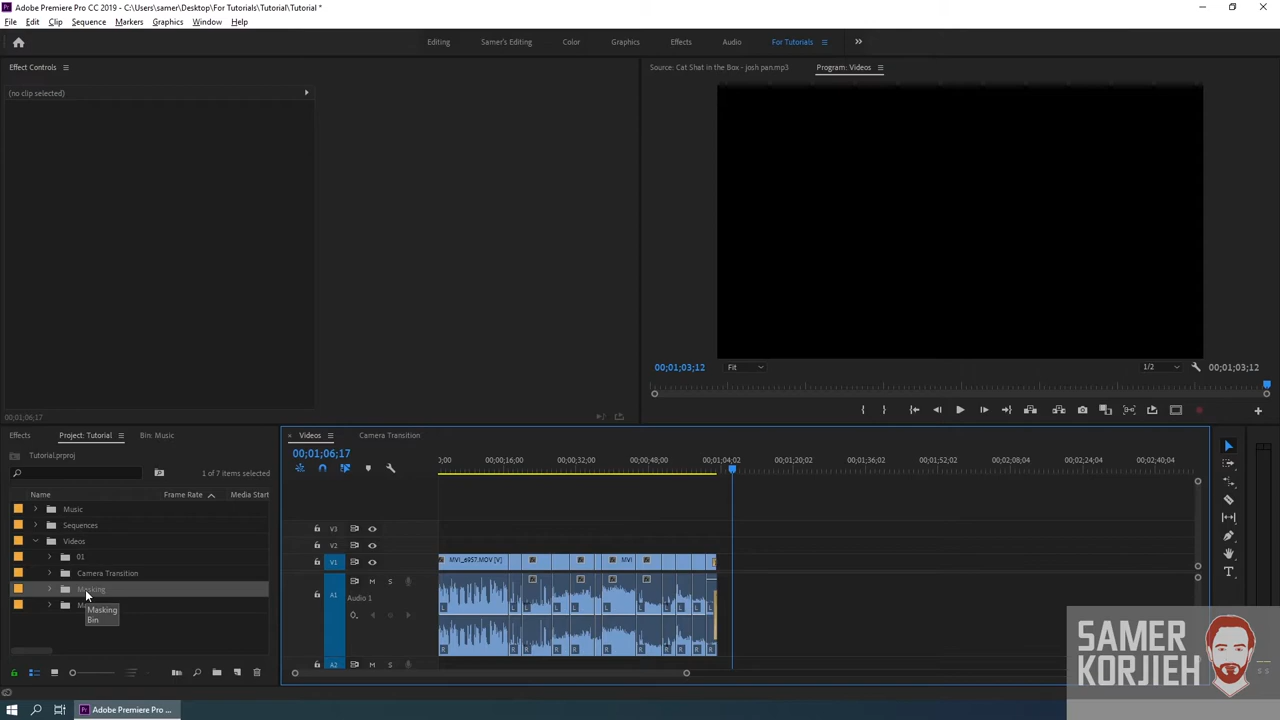 Adobe Premiere Pro CC 2019 - C:\Users\samer\Desktop\For Tutorials\Tutorial\Tutorial *
File Edit Clip Sequence Markers Graphics Window Help
Editing Samer's Editing Color Graphics Effects Audio For Tutorials
Effect Controls
Source: Cat Shat in the Box - josh pan.mp3 Program: Videos
(no clip selected)
00;01;03;12 Fit 1/2 00;01;03;12
00;01;06;17
Effects Project: Tutorial Bin: Music
Tutorial.prproj
1 of 7 items selected
Name Frame Rate Media Start
Music
Sequences
Videos
01
Camera Transition
Masking
Masking
Bin
Videos Camera Transition
00;01;06;17
;00 00;00;16;00 00;00;32;00 00;00;48;00 00;01;04;02 00;01;20;02 00;01;36;02 00;01;52;02 00;02;08;04 00;02;24;04 00;02;40;04
V3
V2
V1 MVI_6957.MOV [V] MVI
A1 M S
Audio 1
L L L L L L L L L
R R R R R R R R R
A2 M S
SAMER
KORJIEH
S S
Adobe Premiere Pro ...